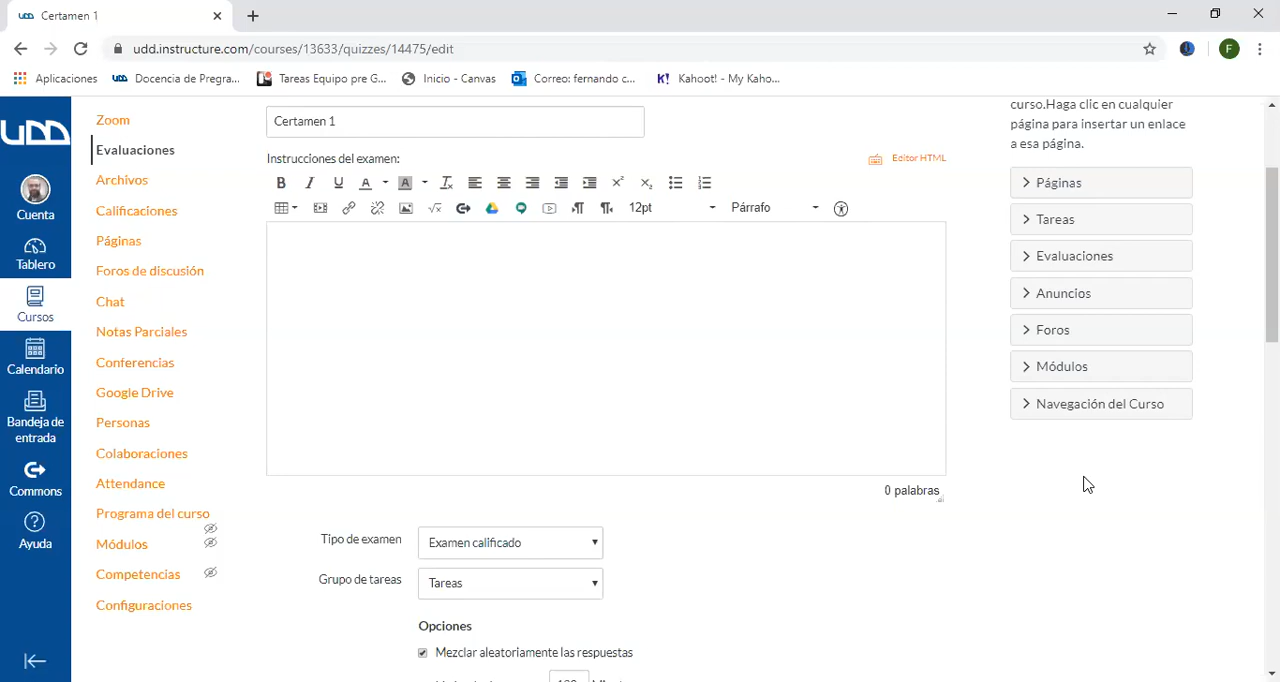 Certamen 1
udd.instructure.com/courses/13633/quizzes/14475/edit
Aplicaciones
Docencia de Pregra...
Tareas Equipo pre G...
Inicio - Canvas
Correo: fernando c...
K! Kahoot! - My Kaho...
F
UDD
Cuenta
Tablero
Cursos
Calendario
Bandeja de
entrada
Commons
Ayuda
Zoom
Evaluaciones
Archivos
Calificaciones
Páginas
Foros de discusión
Chat
Notas Parciales
Conferencias
Google Drive
Personas
Colaboraciones
Attendance
Programa del curso
Módulos
Competencias
Configuraciones
Certamen 1
Instrucciones del examen:
Editor HTML
12pt
Párrafo
0 palabras
Tipo de examen
Examen calificado
Grupo de tareas
Tareas
Opciones
Mezclar aleatoriamente las respuestas
curso.Haga clic en cualquier
página para insertar un enlace
a esa página.
Páginas
Tareas
Evaluaciones
Anuncios
Foros
Módulos
Navegación del Curso